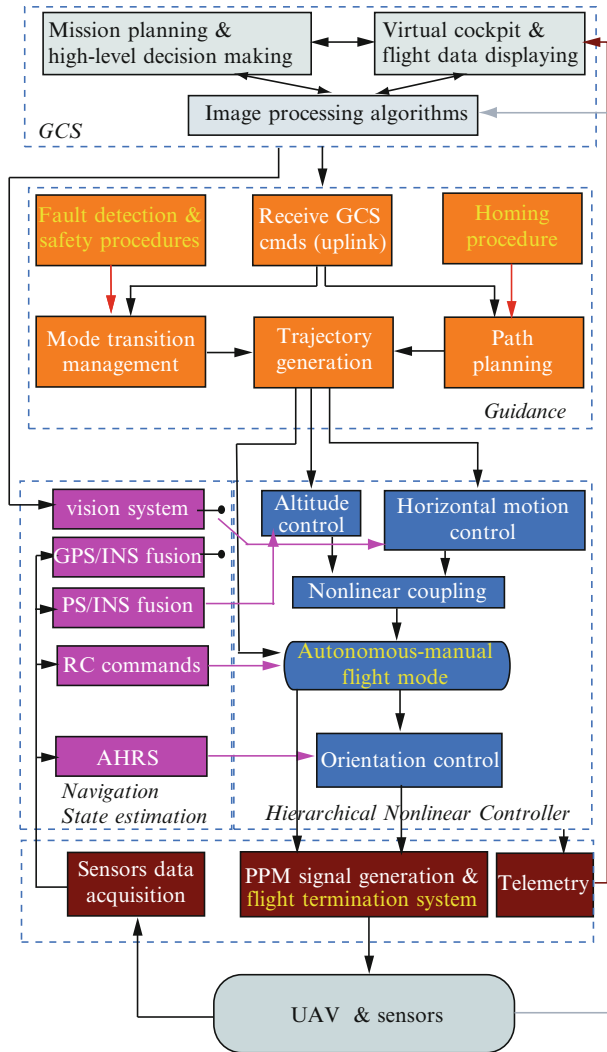 Mission planning &
high-level decision making
Virtual cockpit &
flight data displaying
Image processing algorithms
GCS
Fault detection &
safety procedures
Receive GCS
cmds (uplink)
Homing
procedure
Mode transition
management
Trajectory
generation
Path
planning
Guidance
vision system
GPS/INS fusion
PS/INS fusion
RC commands
AHRS
Navigation
State estimation
Altitude
control
Horizontal motion
control
Nonlinear coupling
Autonomous-manual
flight mode
Orientation control
Hierarchical Nonlinear Controller
Sensors data
acquisition
PPM signal generation &
flight termination system
Telemetry
UAV & sensors